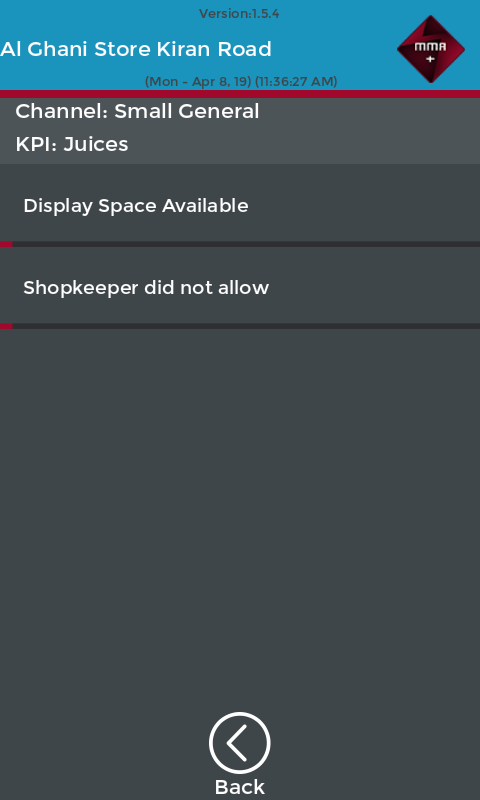 Version:1.5.4
Al Ghani Store Kiran Road
MMA
+
(Mon - Apr 8, 19) (11:36:27 AM)
Channel: Small General
KPI: Juices
Display Space Available
Shopkeeper did not allow
Back